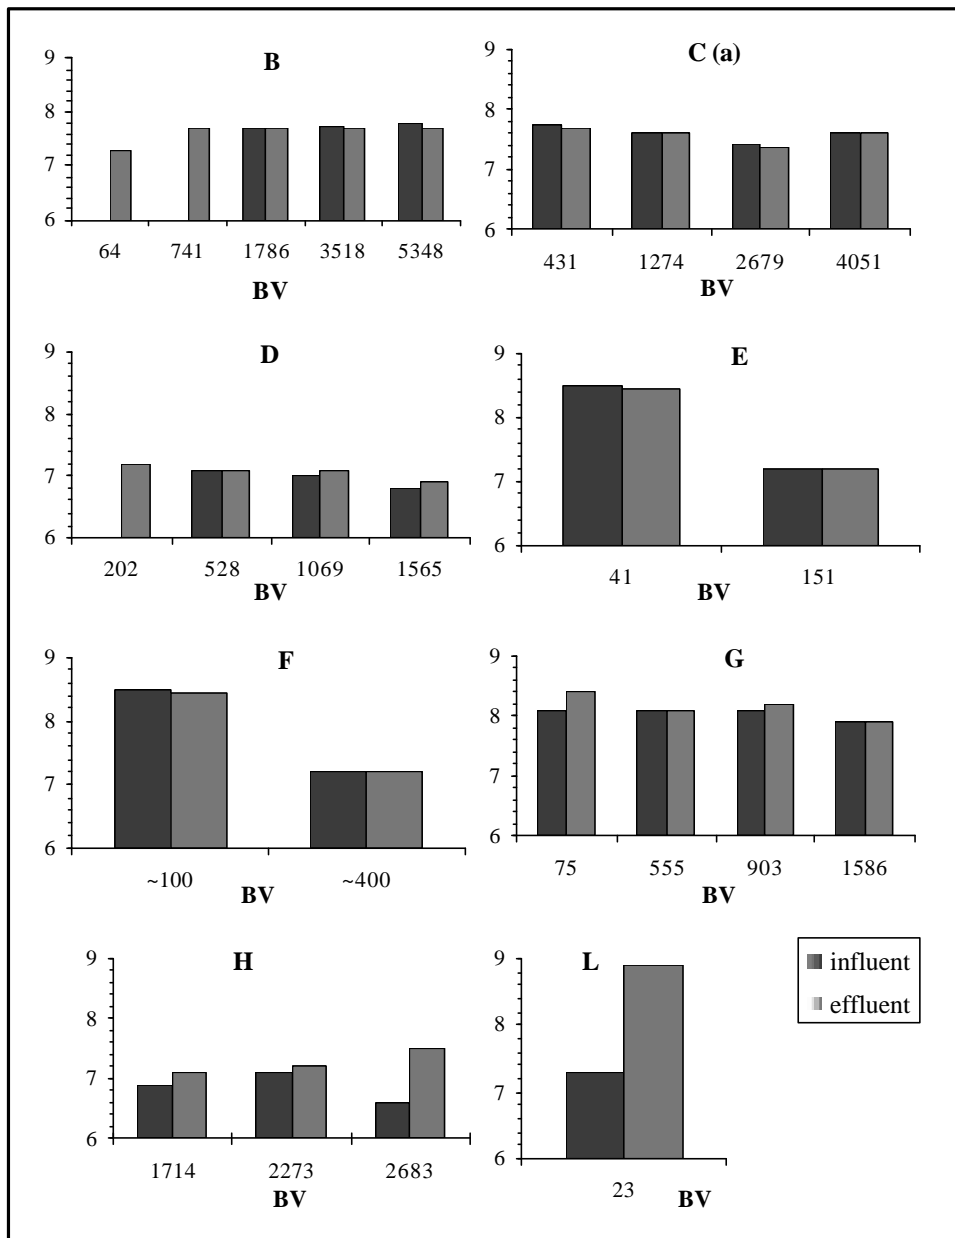 B
9
8
7
6
64 741 1786 3518 5348
BV
C (a)
9
8
7
6
431 1274 2679 4051
BV
D
9
8
7
6
202 528 1069 1565
BV
E
9
8
7
6
41 151
BV
F
9
8
7
6
~100 ~400
BV
G
9
8
7
6
75 555 903 1586
BV
H
9
8
7
6
1714 2273 2683
BV
L
9
8
7
6
23
BV
influent
effluent